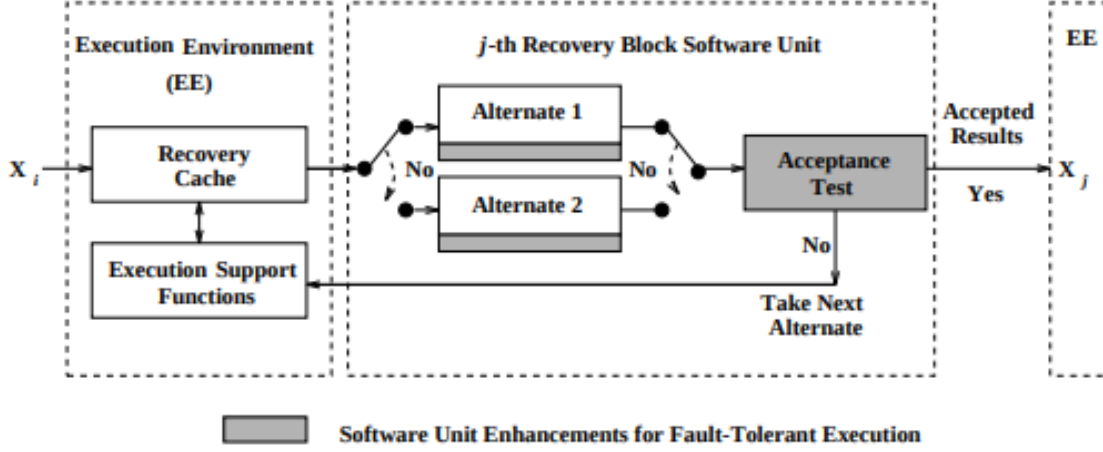 Execution Environment
(EE)
j-th Recovery Block Software Unit
EE
Alternate 1
Accepted
Results
X i
Recovery
Cache
No
No
Acceptance
Test
X j
Yes
Alternate 2
No
Execution Support
Functions
Take Next
Alternate
Software Unit Enhancements for Fault-Tolerant Execution